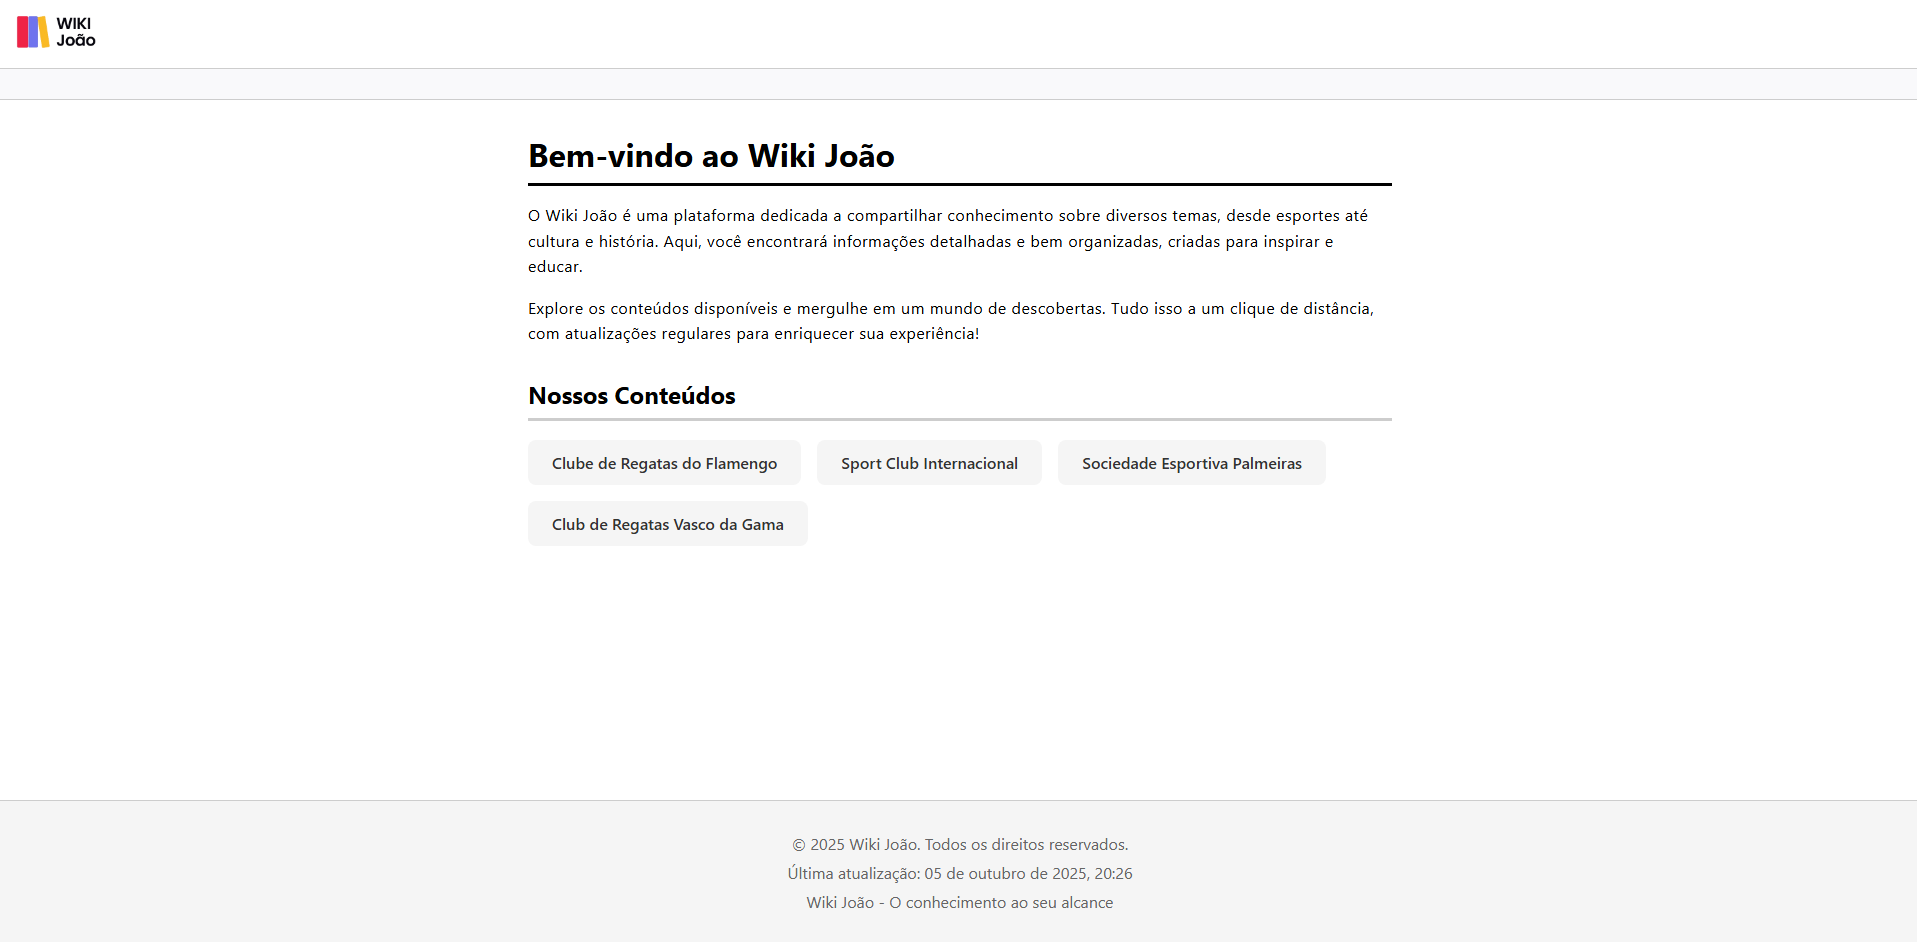 WIKI
João
Bem-vindo ao Wiki João
O Wiki João é uma plataforma dedicada a compartilhar conhecimento sobre diversos temas, desde esportes até
cultura e história. Aqui, você encontrará informações detalhadas e bem organizadas, criadas para inspirar e
educar.
Explore os conteúdos disponíveis e mergulhe em um mundo de descobertas. Tudo isso a um clique de distância,
com atualizações regulares para enriquecer sua experiência!
Nossos Conteúdos
Clube de Regatas do Flamengo
Sport Club Internacional
Sociedade Esportiva Palmeiras
Club de Regatas Vasco da Gama
© 2025 Wiki João. Todos os direitos reservados.
Última atualização: 05 de outubro de 2025, 20:26
Wiki João - O conhecimento ao seu alcance